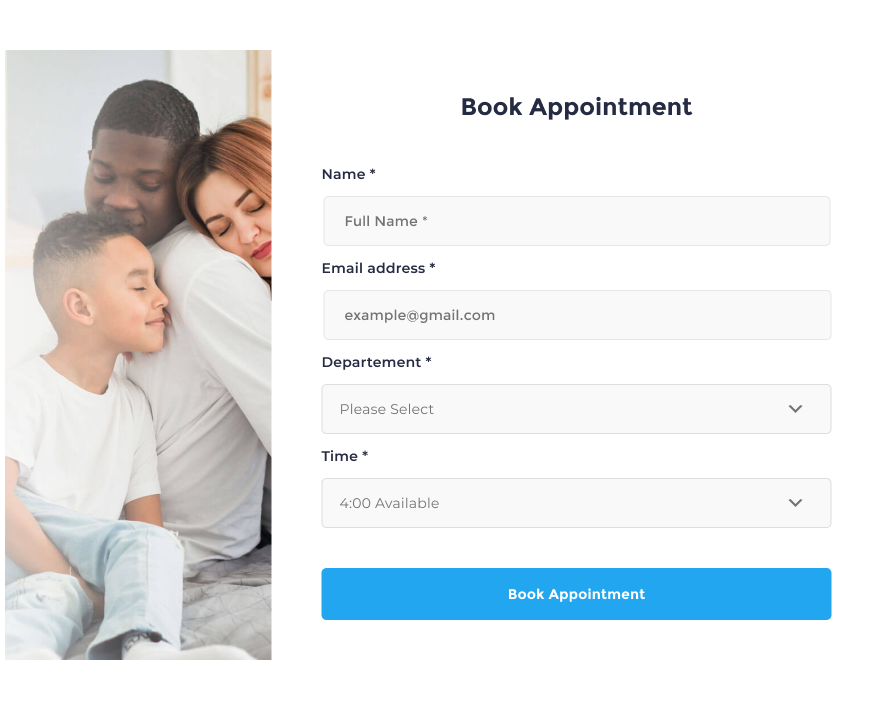 Book Appointment
Name *
Full Name *
Email address *
example@gmail.com
Departement *
Please Select
Time *
4:00 Available
Book Appointment